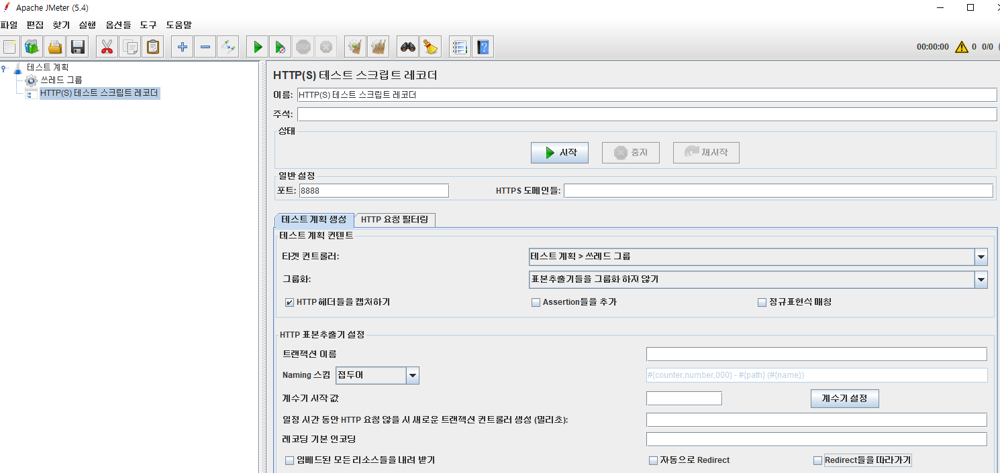 Apache JMeter (5.4)
파일 편집 찾기 실행 옵션들 도구 도움말
STOP
00:00:00 0 0/0
테스트 계획
쓰레드 그룹
HTTP(S) 테스트 스크립트 레코더
HTTP(S) 테스트 스크립트 레코더
이름: HTTP(S) 테스트 스크립트 레코더
주석:
상태
시작 중지 재시작
일반 설정
포트: 8888 HTTPS 도메인들:
테스트 계획 생성 HTTP 요청 필터링
테스트 계획 컨텐트
타겟 컨트롤러: 테스트 계획 > 쓰레드 그룹
그룹화: 표본추출기들을 그룹화 하지 않기
HTTP 헤더들을 캡처하기 Assertion들을 추가 정규표현식 매칭
HTTP 표본추출기 설정
트랜잭션 이름
Naming 스킴 접두어 #{counter,number,000} - #{path} (#{name})
계수기 시작 값 계수기 설정
일정 시간 동안 HTTP 요청 않을 시 새로운 트랜잭션 컨트롤러 생성 (밀리초):
레코딩 기본 인코딩
임베드된 모든 리소스들을 내려 받기 자동으로 Redirect Redirect들을 따라가기